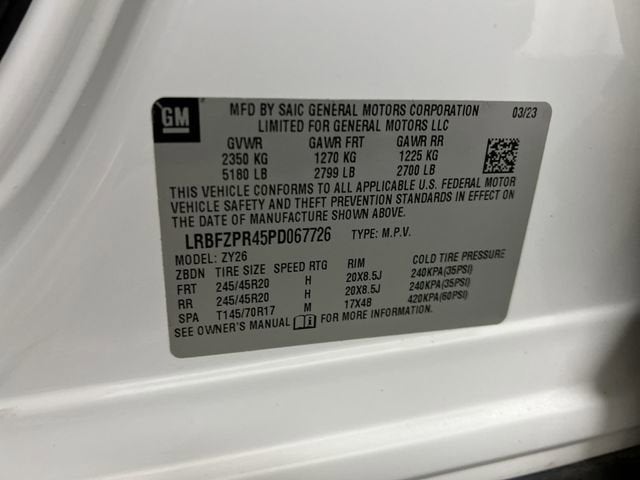 GM MFD BY SAIC GENERAL MOTORS CORPORATION 03/23
LIMITED FOR GENERAL MOTORS LLC
GVWR GAWR FRT GAWR RR
2350 KG 1270 KG 1225 KG
5180 LB 2799 LB 2700 LB
THIS VEHICLE CONFORMS TO ALL APPLICABLE U.S. FEDERAL MOTOR
VEHICLE SAFETY AND THEFT PREVENTION STANDARDS IN EFFECT ON
THE DATE OF MANUFACTURE SHOWN ABOVE.
LRBFZPR45PD067726 TYPE: M.P.V.
MODEL: ZY26
ZBDN TIRE SIZE SPEED RTG RIM COLD TIRE PRESSURE
FRT 245/45R20 H 20X8.5J 240KPA(35PSI)
RR 245/45R20 H 20X8.5J 240KPA(35PSI)
SPA T145/70R17 M 17X4B 420KPA(60PSI)
SEE OWNER'S MANUAL FOR MORE INFORMATION.